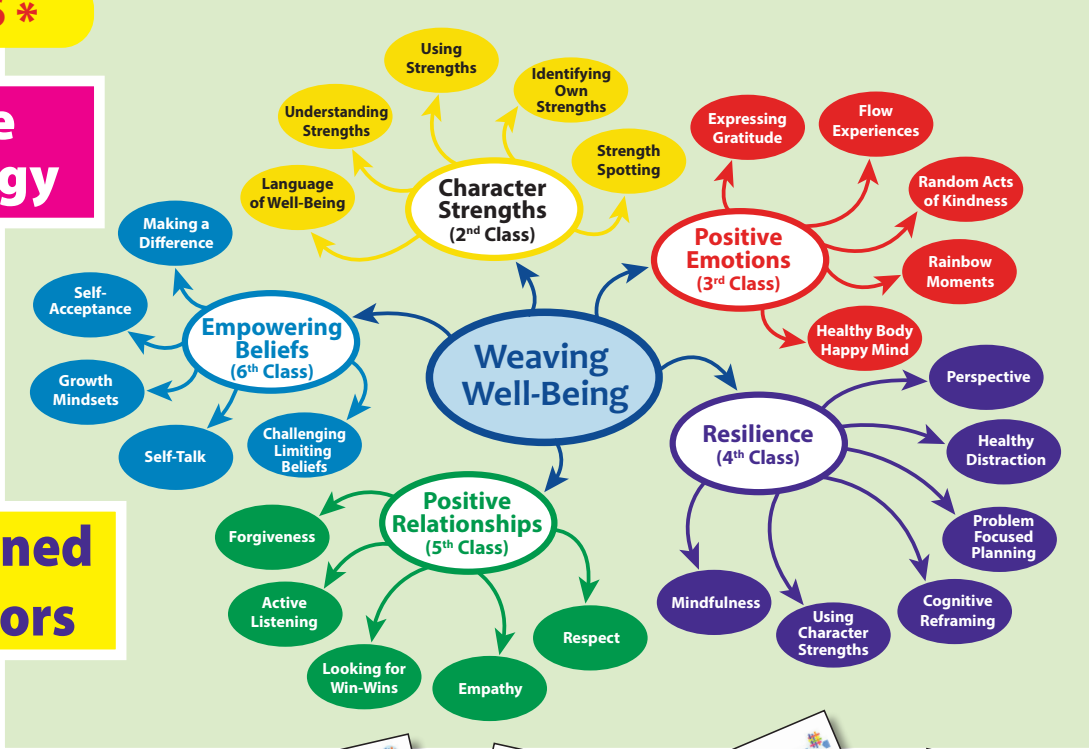 s *
e
gy
ned
ors
Weaving
Well-Being
Character
Strengths
(2nd Class)
Language
of Well-Being
Understanding
Strengths
Using
Strengths
Identifying
Own
Strengths
Strength
Spotting
Positive
Emotions
(3rd Class)
Expressing
Gratitude
Flow
Experiences
Random Acts
of Kindness
Rainbow
Moments
Healthy Body
Happy Mind
Resilience
(4th Class)
Perspective
Healthy
Distraction
Problem
Focused
Planning
Cognitive
Reframing
Using
Character
Strengths
Mindfulness
Positive
Relationships
(5th Class)
Respect
Empathy
Looking for
Win-Wins
Active
Listening
Forgiveness
Empowering
Beliefs
(6th Class)
Making a
Difference
Self-
Acceptance
Growth
Mindsets
Self-Talk
Challenging
Limiting
Beliefs